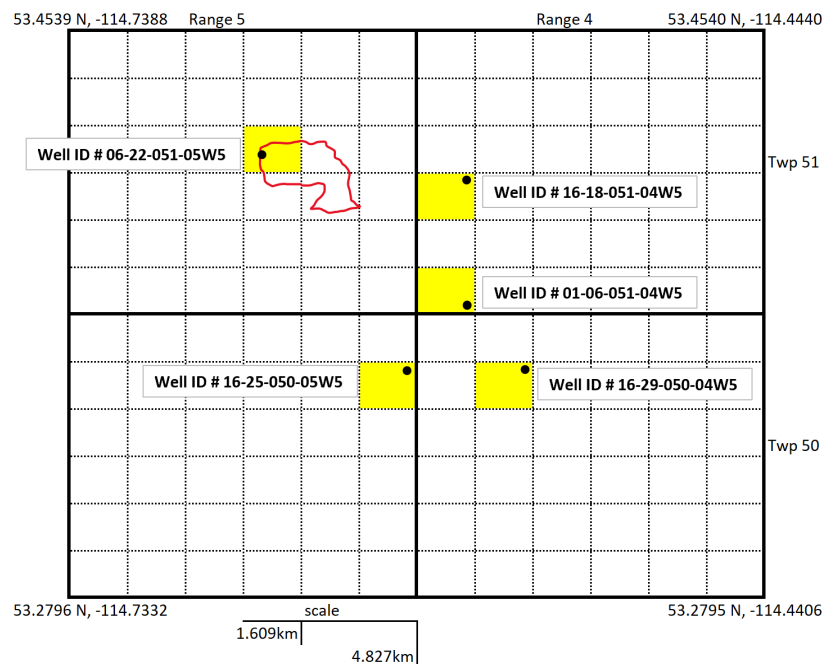 53.4539 N, -114.7388 Range 5 Range 4 53.4540 N, -114.4440
Well ID # 06-22-051-05W5
Twp 51
Well ID # 16-18-051-04W5
Well ID # 01-06-051-04W5
Well ID # 16-25-050-05W5
Well ID # 16-29-050-04W5
Twp 50
53.2796 N, -114.7332 scale 53.2795 N, -114.4406
1.609km
4.827km